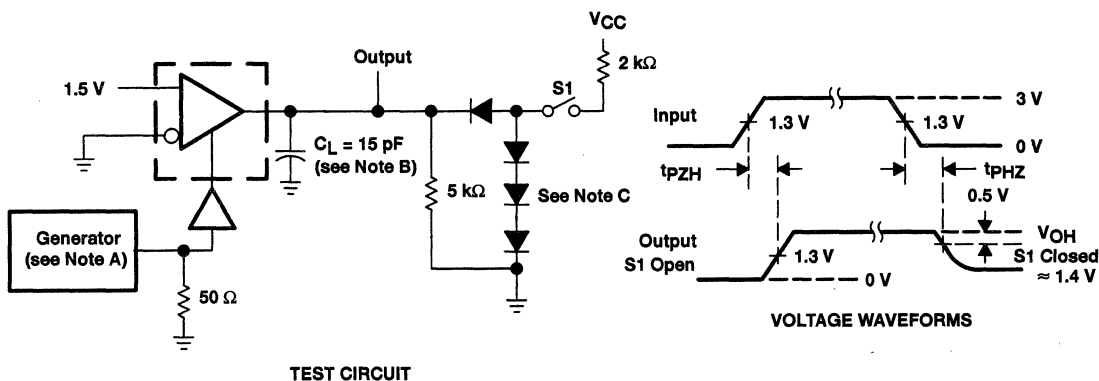 VCC
2 kΩ
Output
S1
1.5 V
CL = 15 pF
(see Note B)
5 kΩ
See Note C
Generator
(see Note A)
50 Ω
TEST CIRCUIT
Input
3 V
1.3 V
1.3 V
0 V
tPZH
tPHZ
0.5 V
Output
S1 Open
VOH
S1 Closed
≈ 1.4 V
1.3 V
0 V
VOLTAGE WAVEFORMS